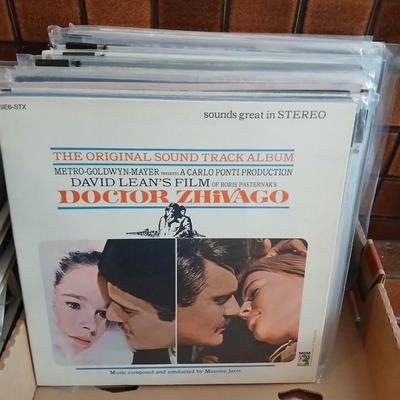 SIE6-STX
sounds great in STEREO
THE ORIGINAL SOUND TRACK ALBUM
METRO-GOLDWYN-MAYER PRESENTS A CARLO PONTI PRODUCTION
DAVID LEAN'S FILM OF BORIS PASTERNAK'S
DOCTOR ZHiVAGO
Music composed and conducted by Maurice Jarre